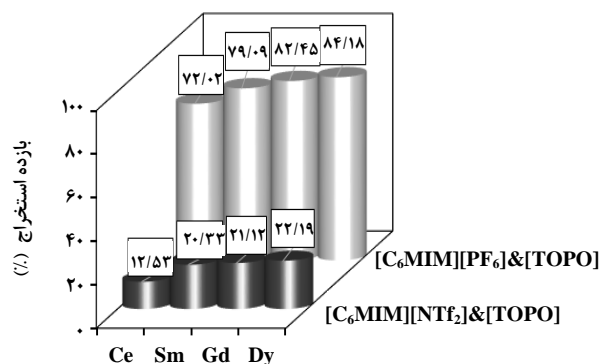 ۷۲/۰۲ ۷۹/۰۹ ۸۲/۴۵ ۸۴/۱۸
۱۲/۵۳ ۲۰/۳۳ ۲۱/۱۲ ۲۲/۱۹
بازده استخراج (%)
۱۰۰
۸۰
۶۰
۴۰
۲۰
۰
[C₆MIM][PF₆]&[TOPO]
[C₆MIM][NTf₂]&[TOPO]
Ce Sm Gd Dy